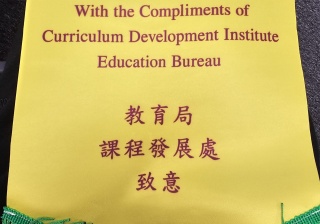 With the Compliments of
Curriculum Development Institute
Education Bureau
教育局
課程發展處
致意